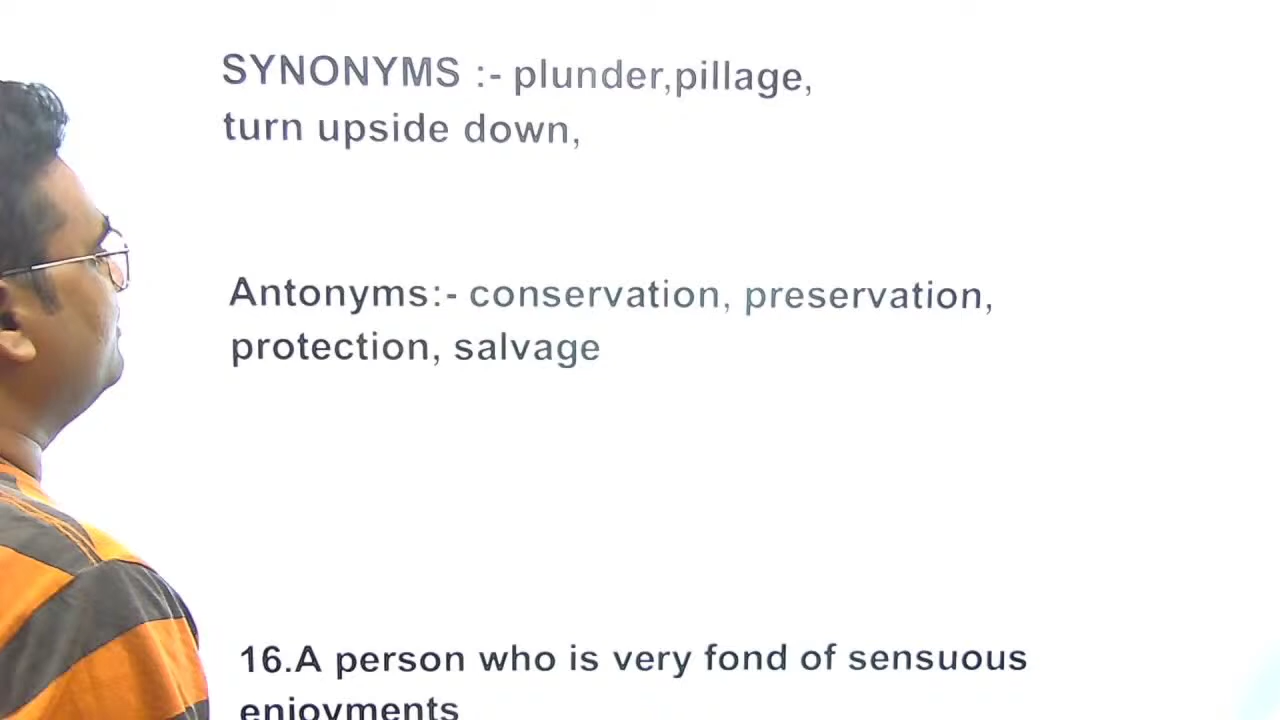 SYNONYMS :- plunder,pillage,
turn upside down,
Antonyms:- conservation, preservation,
protection, salvage
16.A person who is very fond of sensuous
enjoyments